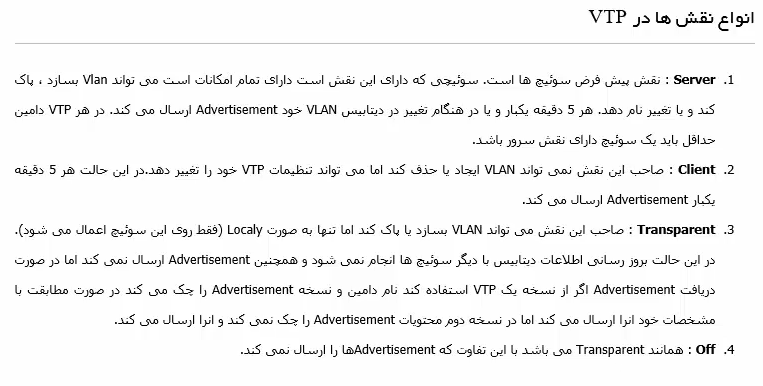 انواع نقش ها در VTP
1. Server : نقش پیش فرض سوئیچ ها است. سوئیچی که دارای این نقش است دارای تمام امکانات است می تواند Vlan بسازد ، پاک
کند و یا تغییر نام دهد. هر 5 دقیقه یکبار و یا در هنگام تغییر در دیتابیس VLAN خود Advertisement ارسال می کند. در هر VTP دامین
حداقل باید یک سوئیچ دارای نقش سرور باشد.
2. Client : صاحب این نقش نمی تواند VLAN ایجاد یا حذف کند اما می تواند تنظیمات VTP خود را تغییر دهد.در این حالت هر 5 دقیقه
یکبار Advertisement ارسال می کند.
3. Transparent : صاحب این نقش می تواند VLAN بسازد یا پاک کند اما تنها به صورت Localy (فقط روی این سوئیچ اعمال می شود).
در این حالت بروز رسانی اطلاعات دیتابیس با دیگر سوئیچ ها انجام نمی شود و همچنین Advertisement ارسال نمی کند اما در صورت
دریافت Advertisement اگر از نسخه یک VTP استفاده کند نام دامین و نسخه Advertisement را چک می کند در صورت مطابقت با
مشخصات خود انرا ارسال می کند اما در نسخه دوم محتویات Advertisement را چک نمی کند و انرا ارسال می کند.
4. Off : همانند Transparent می باشد با این تفاوت که Advertisementها را ارسال نمی کند.